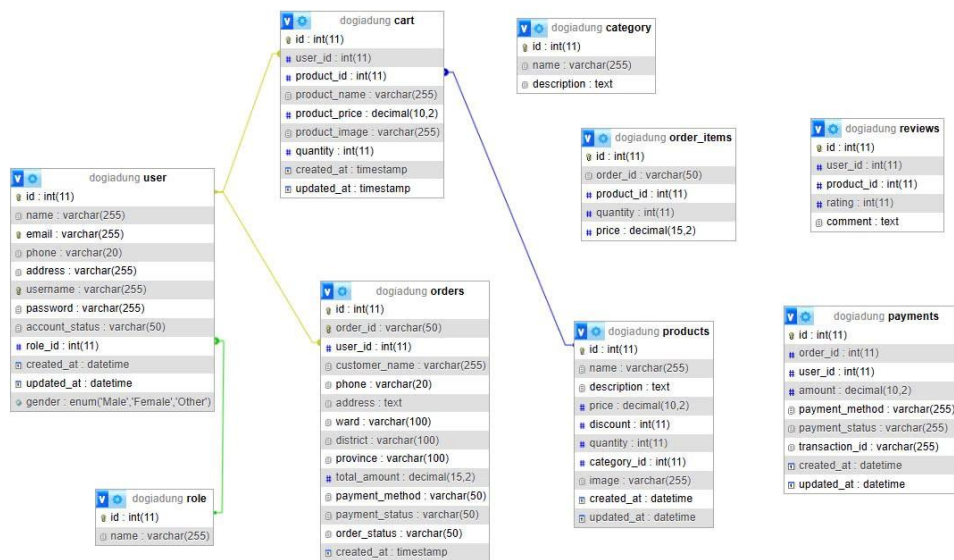 dogiadung cart
id : int(11)
user_id : int(11)
product_id : int(11)
product_name : varchar(255)
product_price : decimal(10,2)
product_image : varchar(255)
quantity : int(11)
created_at : timestamp
updated_at : timestamp
dogiadung category
id : int(11)
name : varchar(255)
description : text
dogiadung order_items
id : int(11)
order_id : varchar(50)
product_id : int(11)
quantity : int(11)
price : decimal(15,2)
dogiadung reviews
id : int(11)
user_id : int(11)
product_id : int(11)
rating : int(11)
comment : text
dogiadung user
id : int(11)
name : varchar(255)
email : varchar(255)
phone : varchar(20)
address : varchar(255)
username : varchar(255)
password : varchar(255)
account_status : varchar(50)
role_id : int(11)
created_at : datetime
updated_at : datetime
gender : enum('Male','Female','Other')
dogiadung orders
id : int(11)
order_id : varchar(50)
user_id : int(11)
customer_name : varchar(255)
phone : varchar(20)
address : text
ward : varchar(100)
district : varchar(100)
province : varchar(100)
total_amount : decimal(15,2)
payment_method : varchar(50)
payment_status : varchar(50)
order_status : varchar(50)
created_at : timestamp
dogiadung products
id : int(11)
name : varchar(255)
description : text
price : decimal(10,2)
discount : int(11)
quantity : int(11)
category_id : int(11)
image : varchar(255)
created_at : datetime
updated_at : datetime
dogiadung payments
id : int(11)
order_id : int(11)
user_id : int(11)
amount : decimal(10,2)
payment_method : varchar(255)
payment_status : varchar(255)
transaction_id : varchar(255)
created_at : datetime
updated_at : datetime
dogiadung role
id : int(11)
name : varchar(255)